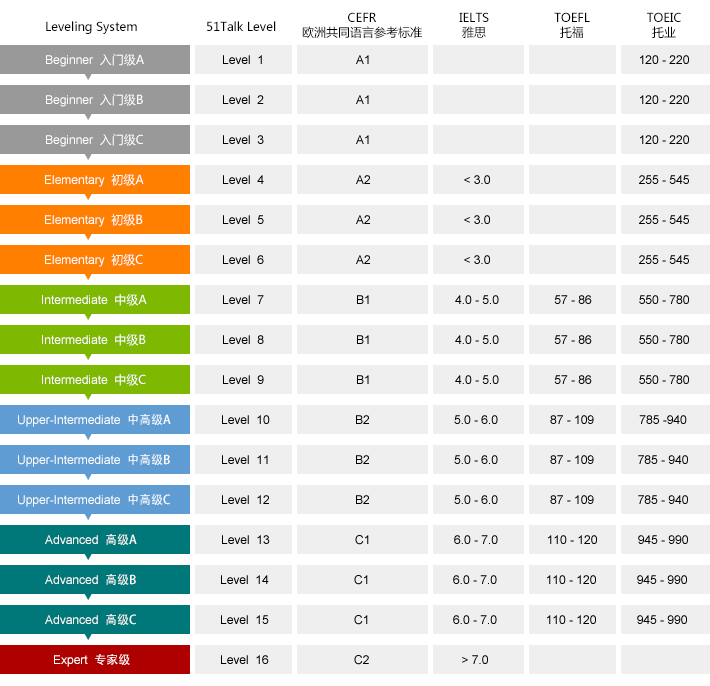 Leveling System 51Talk Level CEFR IELTS TOEFL TOEIC
欧洲共同语言参考标准 雅思 托福 托业
Beginner 入门级A Level 1 A1 120 - 220
Beginner 入门级B Level 2 A1 120 - 220
Beginner 入门级C Level 3 A1 120 - 220
Elementary 初级A Level 4 A2 < 3.0 255 - 545
Elementary 初级B Level 5 A2 < 3.0 255 - 545
Elementary 初级C Level 6 A2 < 3.0 255 - 545
Intermediate 中级A Level 7 B1 4.0 - 5.0 57 - 86 550 - 780
Intermediate 中级B Level 8 B1 4.0 - 5.0 57 - 86 550 - 780
Intermediate 中级C Level 9 B1 4.0 - 5.0 57 - 86 550 - 780
Upper-Intermediate 中高级A Level 10 B2 5.0 - 6.0 87 - 109 785 -940
Upper-Intermediate 中高级B Level 11 B2 5.0 - 6.0 87 - 109 785 - 940
Upper-Intermediate 中高级C Level 12 B2 5.0 - 6.0 87 - 109 785 - 940
Advanced 高级A Level 13 C1 6.0 - 7.0 110 - 120 945 - 990
Advanced 高级B Level 14 C1 6.0 - 7.0 110 - 120 945 - 990
Advanced 高级C Level 15 C1 6.0 - 7.0 110 - 120 945 - 990
Expert 专家级 Level 16 C2 > 7.0